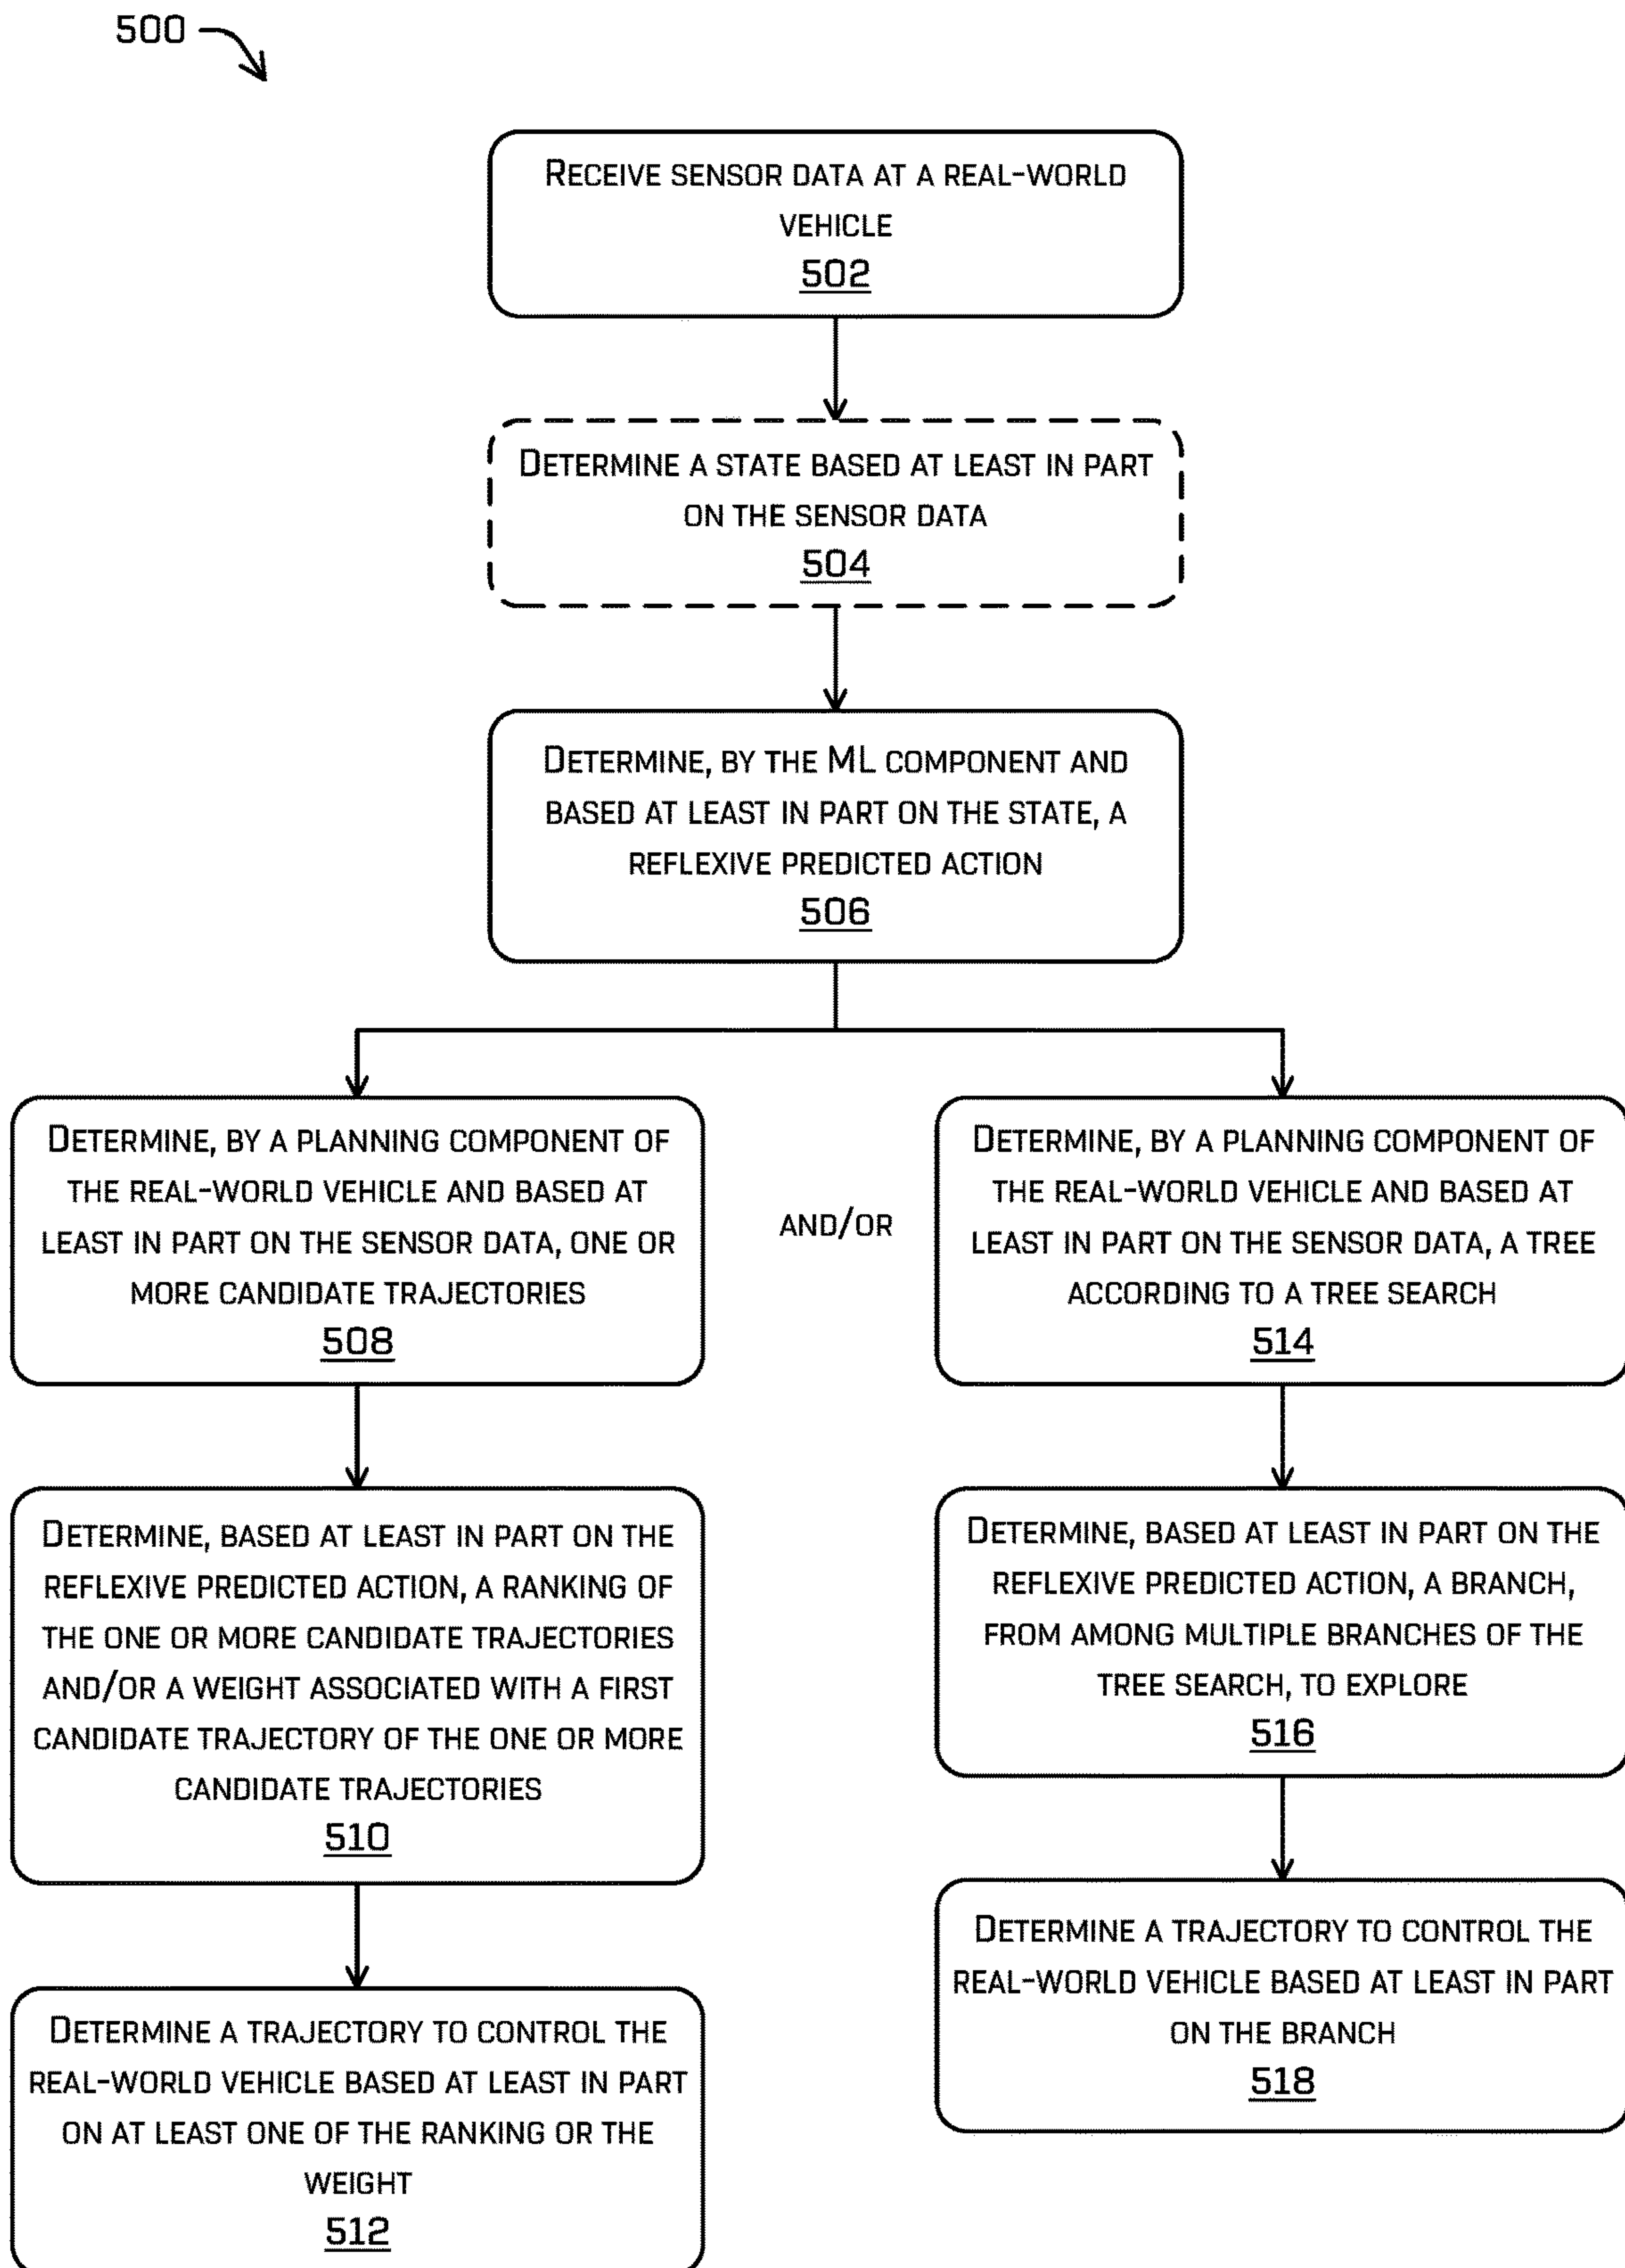 500
RECEIVE SENSOR DATA AT A REAL-WORLD
VEHICLE
502
DETERMINE A STATE BASED AT LEAST IN PART
ON THE SENSOR DATA
504
DETERMINE, BY THE ML COMPONENT AND
BASED AT LEAST IN PART ON THE STATE, A
REFLEXIVE PREDICTED ACTION
506
DETERMINE, BY A PLANNING COMPONENT OF
THE REAL-WORLD VEHICLE AND BASED AT
LEAST IN PART ON THE SENSOR DATA, ONE OR
MORE CANDIDATE TRAJECTORIES
508
AND/OR
DETERMINE, BY A PLANNING COMPONENT OF
THE REAL-WORLD VEHICLE AND BASED AT
LEAST IN PART ON THE SENSOR DATA, A TREE
ACCORDING TO A TREE SEARCH
514
DETERMINE, BASED AT LEAST IN PART ON THE
REFLEXIVE PREDICTED ACTION, A RANKING OF
THE ONE OR MORE CANDIDATE TRAJECTORIES
AND/OR A WEIGHT ASSOCIATED WITH A FIRST
CANDIDATE TRAJECTORY OF THE ONE OR MORE
CANDIDATE TRAJECTORIES
510
DETERMINE, BASED AT LEAST IN PART ON THE
REFLEXIVE PREDICTED ACTION, A BRANCH,
FROM AMONG MULTIPLE BRANCHES OF THE
TREE SEARCH, TO EXPLORE
516
DETERMINE A TRAJECTORY TO CONTROL THE
REAL-WORLD VEHICLE BASED AT LEAST IN PART
ON AT LEAST ONE OF THE RANKING OR THE
WEIGHT
512
DETERMINE A TRAJECTORY TO CONTROL THE
REAL-WORLD VEHICLE BASED AT LEAST IN PART
ON THE BRANCH
518